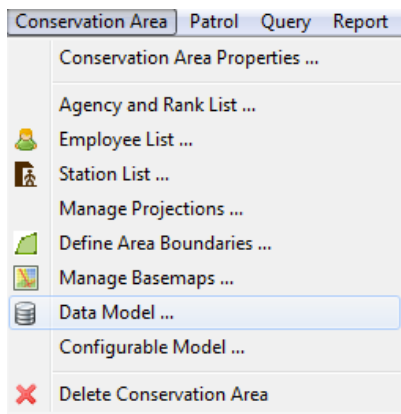 Conservation Area Patrol Query Report
Conservation Area Properties ...
Agency and Rank List ...
Employee List ...
Station List ...
Manage Projections ...
Define Area Boundaries ...
Manage Basemaps ...
Data Model ...
Configurable Model ...
Delete Conservation Area